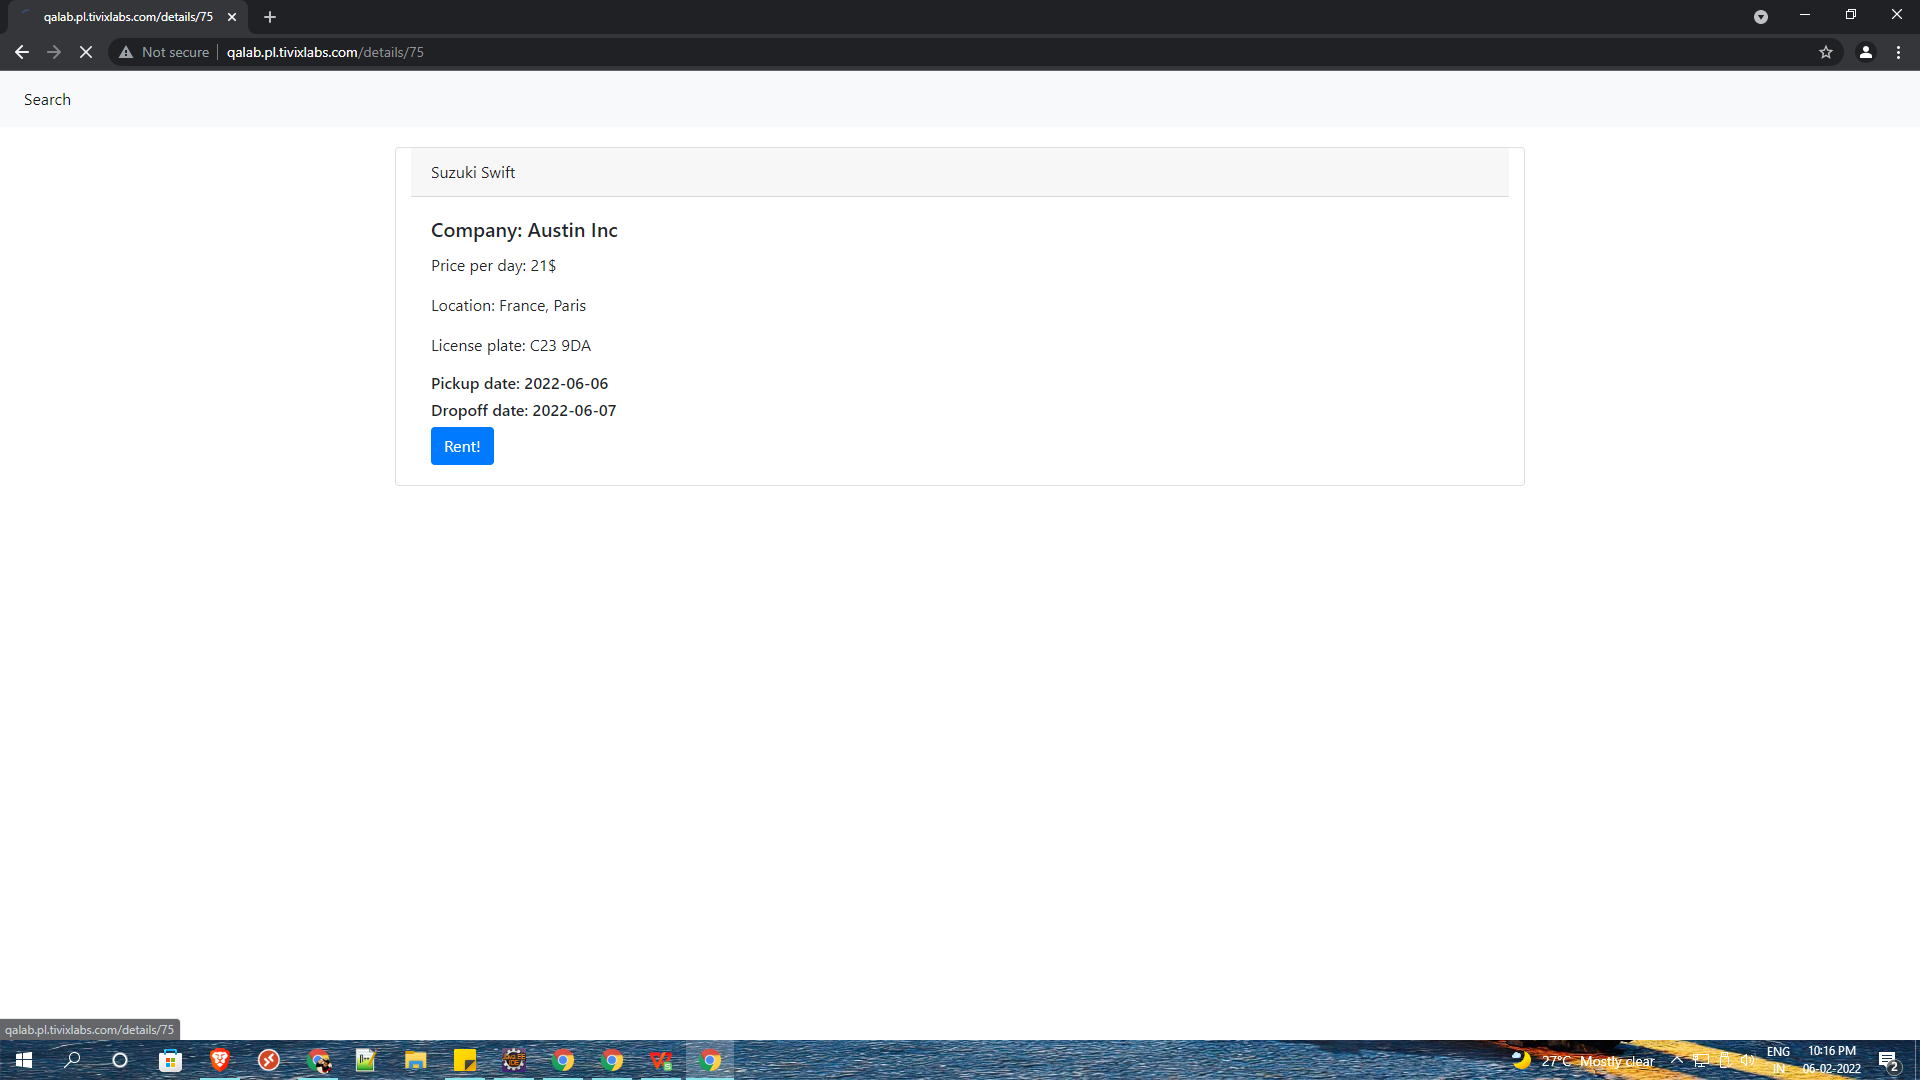 qalab.pl.tivixlabs.com/details/75
Not secure
qalab.pl.tivixlabs.com/details/75
Search
Suzuki Swift
Company: Austin Inc
Price per day: 21$
Location: France, Paris
License plate: C23 9DA
Pickup date: 2022-06-06
Dropoff date: 2022-06-07
Rent!
qalab.pl.tivixlabs.com/details/75
27°C Mostly clear
ENG
IN
10:16 PM
06-02-2022
2